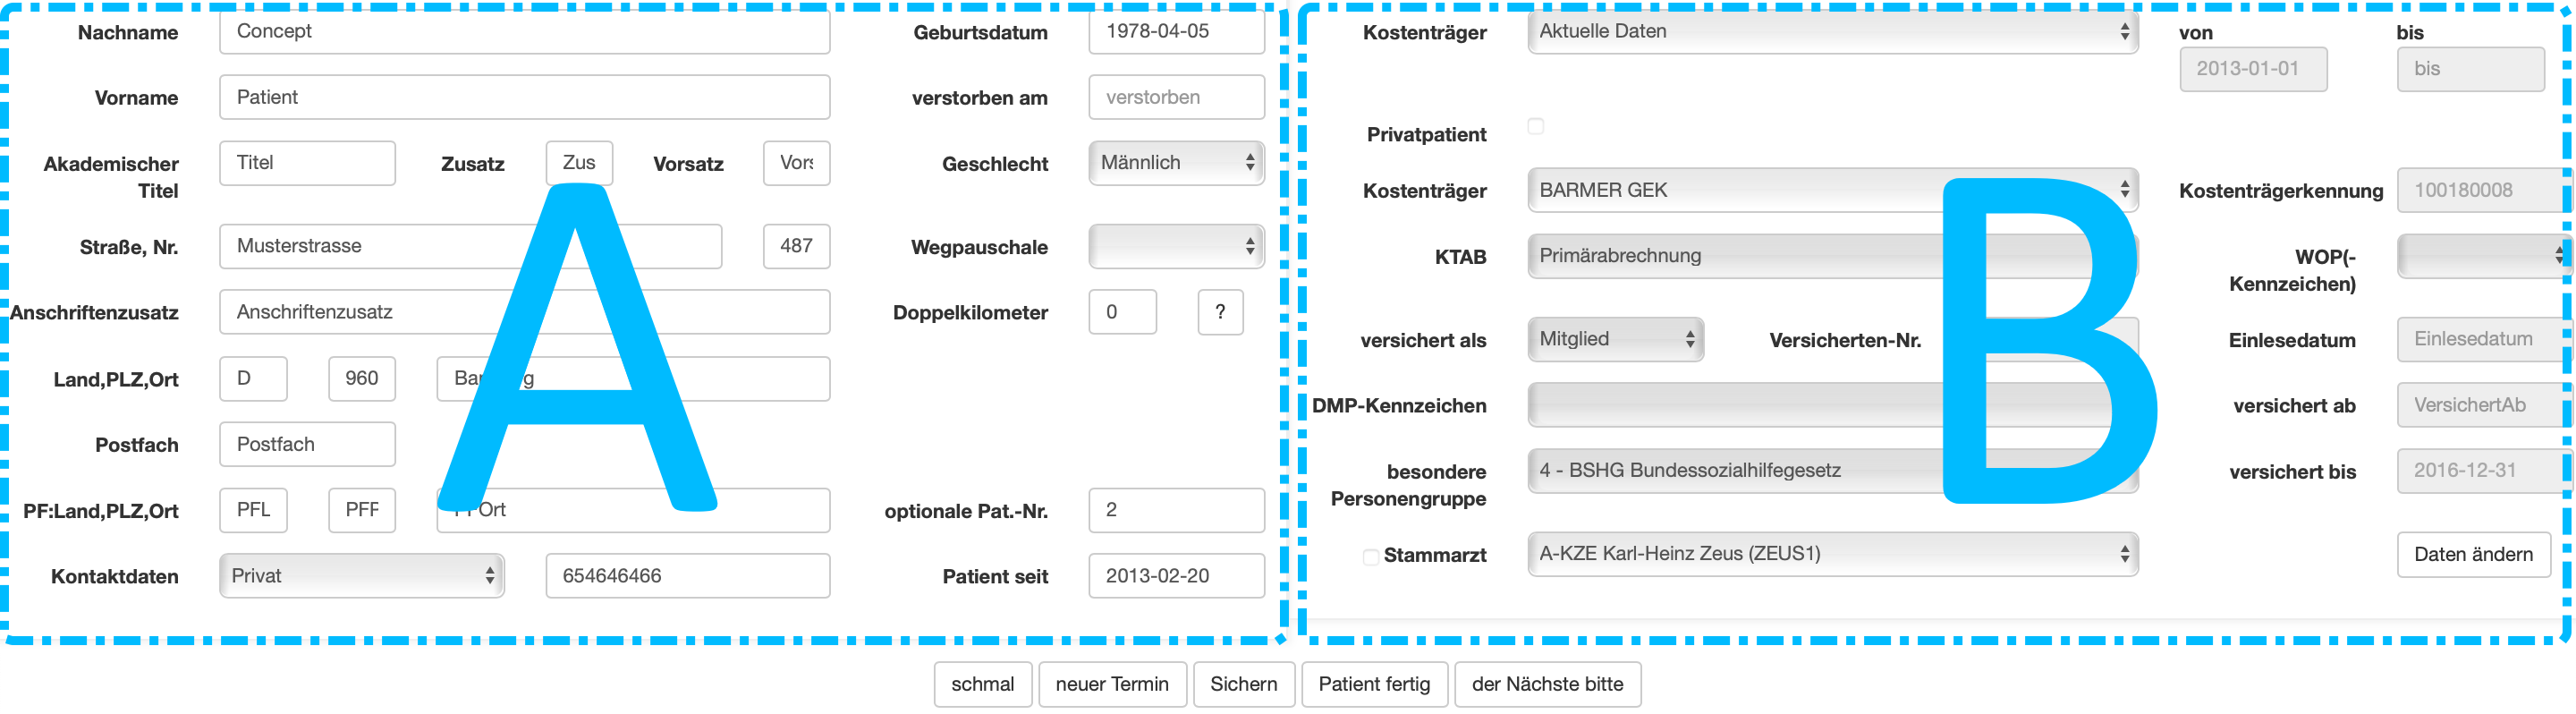 Nachname Concept Geburtsdatum 1978-04-05
Vorname Patient verstorben am verstorben
Akademischer Titel Titel Zusatz Zus Vorsatz Vors Geschlecht Männlich
Straße, Nr. Musterstrasse 487 Wegpauschale
Anschriftenzusatz Anschriftenzusatz Doppelkilometer 0 ?
Land,PLZ,Ort D 960
Postfach Postfach
PF:Land,PLZ,Ort PFL PFF Ort optionale Pat.-Nr. 2
Kontaktdaten Privat 654646466 Patient seit 2013-02-20
A
Kostenträger Aktuelle Daten von bis
2013-01-01 bis
Privatpatient
Kostenträger BARMER GEK Kostenträgerkennung 100180008
KTAB Primärabrechnung WOP(-
Kennzeichen)
versichert als Mitglied Versicherten-Nr. Einlesedatum Einlesedatum
DMP-Kennzeichen versichert ab VersichertAb
besondere Personengruppe 4 - BSHG Bundessozialhilfegesetz versichert bis 2016-12-31
Stammarzt A-KZE Karl-Heinz Zeus (ZEUS1) Daten ändern
B
schmal neuer Termin Sichern Patient fertig der Nächste bitte